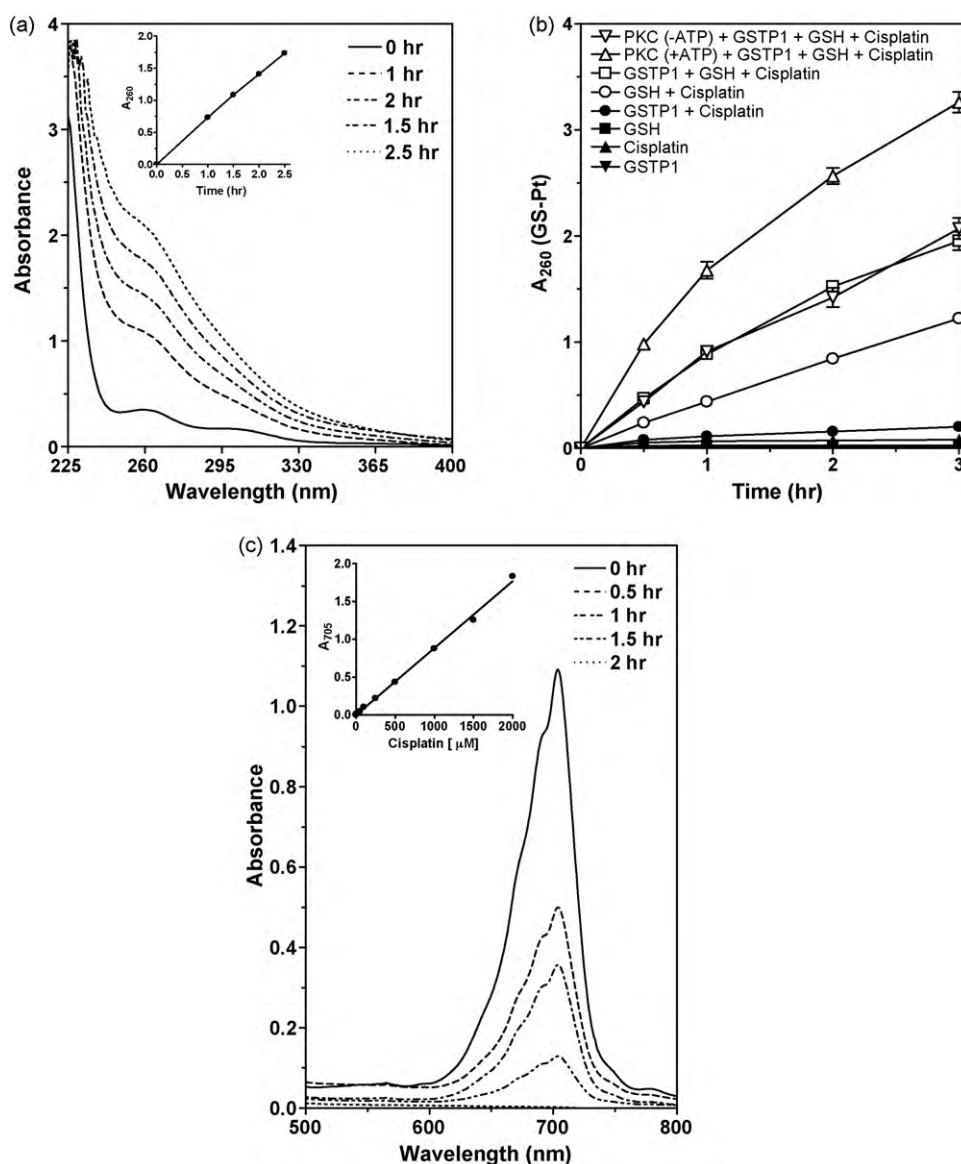 (a)
Absorbance
4
3
2
1
0
225 260 295 330 365 400
Wavelength (nm)
A260
2.0
1.5
1.0
0.5
0.0
0.0 0.5 1.0 1.5 2.0 2.5
Time (hr)
0 hr
1 hr
2 hr
1.5 hr
2.5 hr
(b)
A260 (GS-Pt)
4
3
2
1
0
0 1 2 3
Time (hr)
PKC (-ATP) + GSTP1 + GSH + Cisplatin
PKC (+ATP) + GSTP1 + GSH + Cisplatin
GSTP1 + GSH + Cisplatin
GSH + Cisplatin
GSTP1 + Cisplatin
GSH
Cisplatin
GSTP1
(c)
Absorbance
1.4
1.2
1.0
0.8
0.6
0.4
0.2
0.0
500 600 700 800
Wavelength (nm)
A705
2.0
1.5
1.0
0.5
0.0
0 500 1000 1500 2000
Cisplatin [ µM]
0 hr
0.5 hr
1 hr
1.5 hr
2 hr